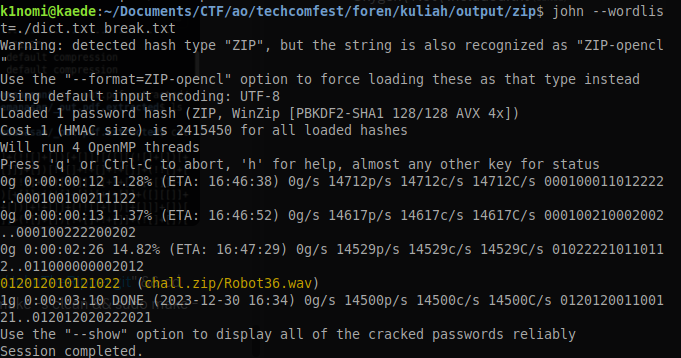 k1nomi@kaede:~/Documents/CTF/ao/techcomfest/foren/kuliah/output/zip$ john --wordlis
t=./dict.txt break.txt
Warning: detected hash type "ZIP", but the string is also recognized as "ZIP-opencl
"
Use the "--format=ZIP-opencl" option to force loading these as that type instead
Using default input encoding: UTF-8
Loaded 1 password hash (ZIP, WinZip [PBKDF2-SHA1 128/128 AVX 4x])
Cost 1 (HMAC size) is 2415450 for all loaded hashes
Will run 4 OpenMP threads
Press 'q' or Ctrl-C to abort, 'h' for help, almost any other key for status
0g 0:00:00:12 1.28% (ETA: 16:46:38) 0g/s 14712p/s 14712c/s 14712C/s 000100011012222
..000100100211122
0g 0:00:00:13 1.37% (ETA: 16:46:52) 0g/s 14617p/s 14617c/s 14617C/s 000100210002002
..000100222200202
0g 0:00:02:26 14.82% (ETA: 16:47:29) 0g/s 14529p/s 14529c/s 14529C/s 01022221011011
2..011000000002012
012012010121022  (chall.zip/Robot36.wav)
1g 0:00:03:10 DONE (2023-12-30 16:34) 0g/s 14500p/s 14500c/s 14500C/s 0120120011001
21..012012020222021
Use the "--show" option to display all of the cracked passwords reliably
Session completed.